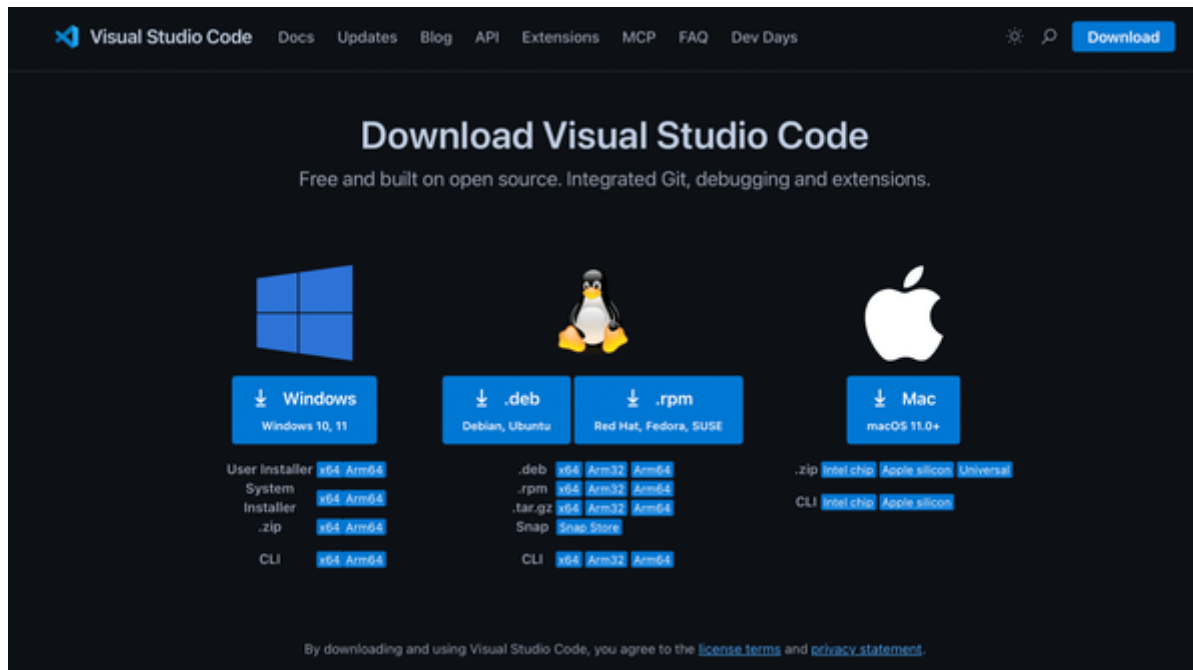 Visual Studio Code Docs Updates Blog API Extensions MCP FAQ Dev Days Download
Download Visual Studio Code
Free and built on open source. Integrated Git, debugging and extensions.
Windows
Windows 10, 11
.deb
Debian, Ubuntu
.rpm
Red Hat, Fedora, SUSE
Mac
macOS 11.0+
User Installer x64 Arm64
System Installer x64 Arm64
.zip x64 Arm64
CLI x64 Arm64
.deb x64 Arm32 Arm64
.rpm x64 Arm32 Arm64
.tar.gz x64 Arm32 Arm64
Snap Snap Store
CLI x64 Arm32 Arm64
.zip Intel chip Apple silicon Universal
CLI Intel chip Apple silicon
By downloading and using Visual Studio Code, you agree to the license terms and privacy statement.